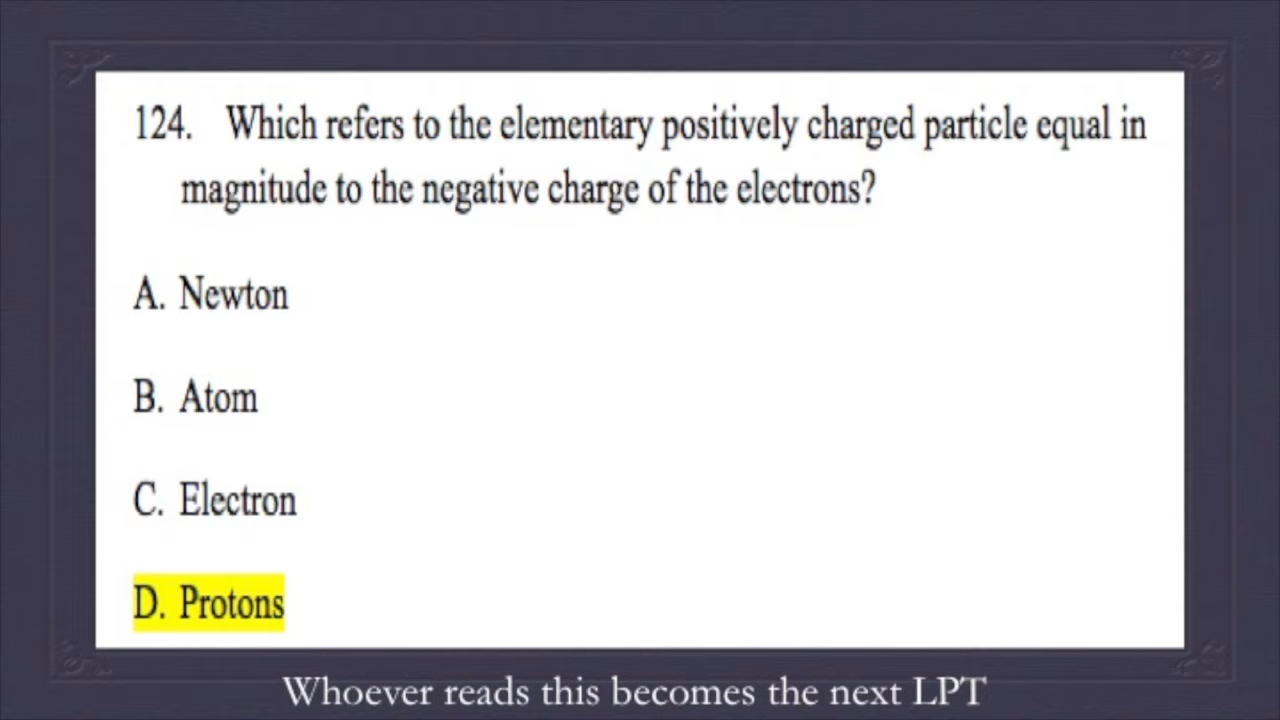 124. Which refers to the elementary positively charged particle equal in
magnitude to the negative charge of the electrons?
A. Newton
B. Atom
C. Electron
D. Protons
Whoever reads this becomes the next LPT